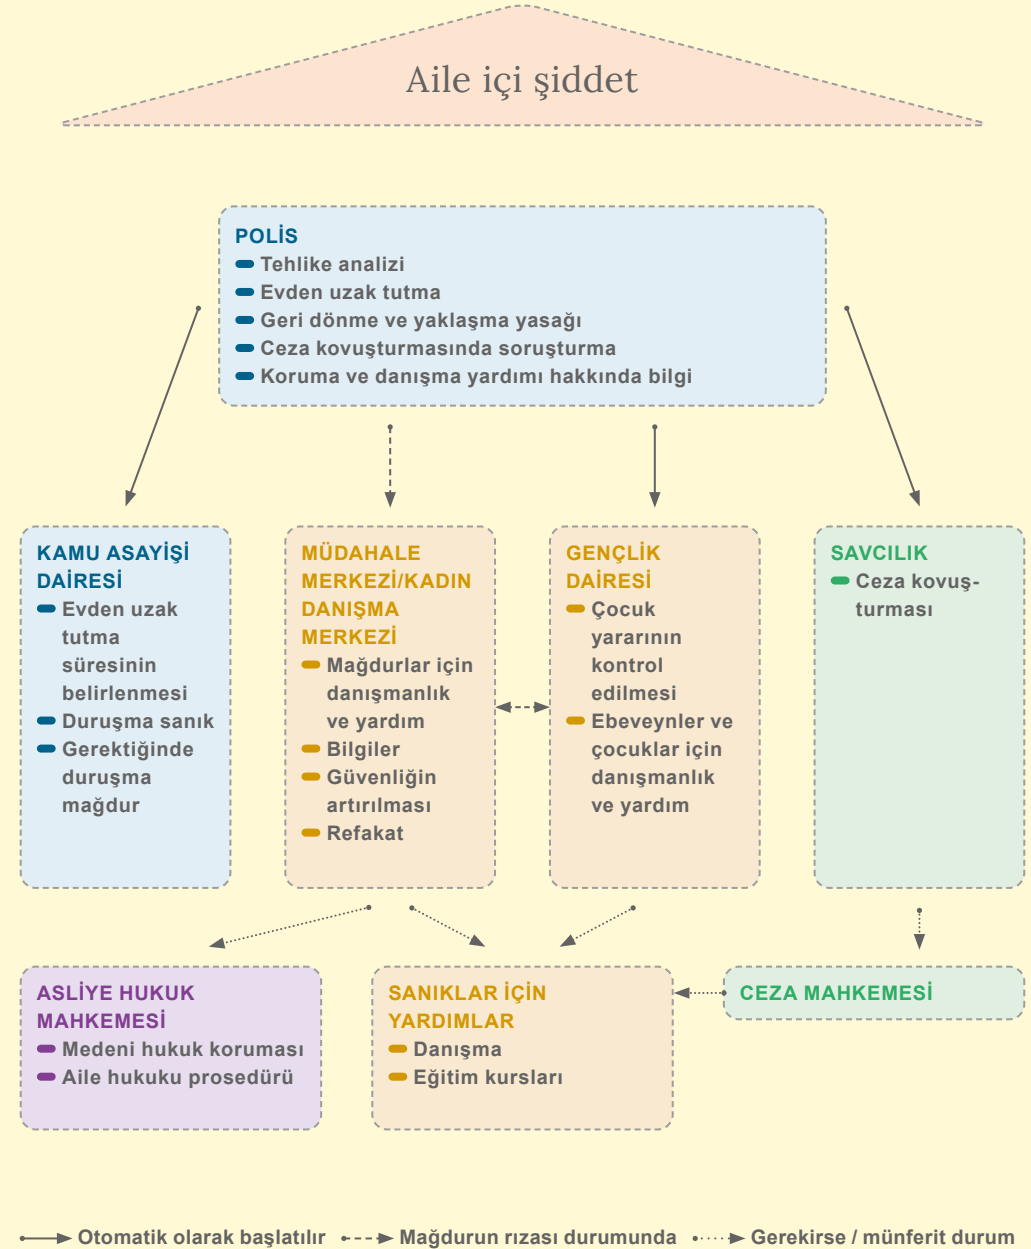 Aile içi şiddet
POLİS
Tehlike analizi
Evden uzak tutma
Geri dönme ve yaklaşma yasağı
Ceza kovuşturmasında soruşturma
Koruma ve danışma yardımı hakkında bilgi
KAMU ASAYİŞİ
DAİRESİ
Evden uzak
tutma
süresinin
belirlenmesi
Duruşma sanık
Gerektiğinde
duruşma
mağdur
MÜDAHALE
MERKEZİ/KADIN
DANIŞMA
MERKEZİ
Mağdurlar için
danışmanlık
ve yardım
Bilgiler
Güvenliğin
artırılması
Refakat
GENÇLİK
DAİRESİ
Çocuk
yararının
kontrol
edilmesi
Ebeveynler ve
çocuklar için
danışmanlık
ve yardım
SAVCILIK
Ceza kovuş-
turması
ASLİYE HUKUK
MAHKEMESİ
Medeni hukuk koruması
Aile hukuku prosedürü
SANIKLAR İÇİN
YARDIMLAR
Danışma
Eğitim kursları
CEZA MAHKEMESİ
Otomatik olarak başlatılır
Mağdurun rızası durumunda
Gerekirse / münferit durum